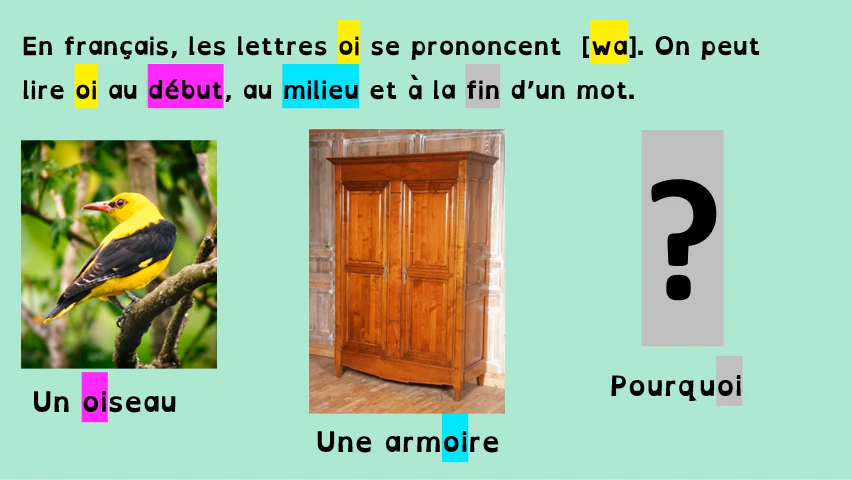 En français, les lettres oi se prononcent [wa]. On peut
lire oi au début, au milieu et à la fin d'un mot.
?
Un oiseau
Une armoire
Pourquoi